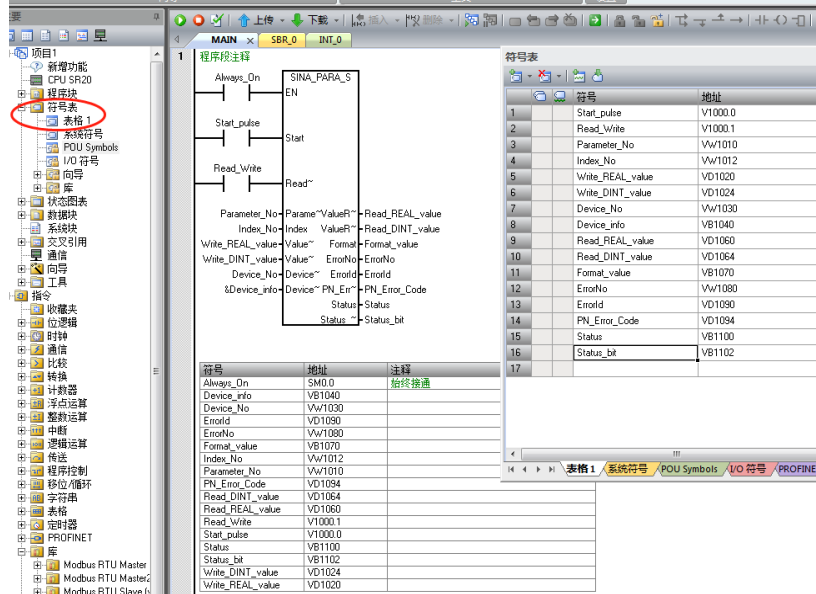 上传 下载 插入 删除
MAIN × SBR_0 INT_0
项目1
新增功能
CPU SR20
程序块
符号表
表格 1
系统符号
POU Symbols
I/O 符号
向导
库
状态图表
数据块
系统块
交叉引用
通信
向导
工具
指令
收藏夹
位逻辑
时钟
通信
比较
转换
计数器
浮点运算
整数运算
中断
逻辑运算
传送
程序控制
移位/循环
字符串
表格
定时器
PROFINET
库
Modbus RTU Master
Modbus RTU Master2
Modbus RTU Slave (v
1 程序段注释
Always_On SINA_PARA_S
EN
Start_pulse
Start
Read_Write
Read~
Parameter_No Parame~ ValueR~ Read_REAL_value
Index_No Index ValueR~ Read_DINT_value
Write_REAL_value Value~ Format Format_value
Write_DINT_value Value~ ErrorNo ErrorNo
Device_No Device~ ErrorId ErrorId
&Device_info Device~ PN_Err~ PN_Error_Code
Status Status
Status_~ Status_bit
符号 地址 注释
Always_On SM0.0 始终接通
Device_info VB1040
Device_No VW1030
ErrorId VD1090
ErrorNo VW1080
Format_value VB1070
Index_No VW1012
Parameter_No VW1010
PN_Error_Code VD1094
Read_DINT_value VD1064
Read_REAL_value VD1060
Read_Write V1000.1
Start_pulse V1000.0
Status VB1100
Status_bit VB1102
Write_DINT_value VD1024
Write_REAL_value VD1020
符号表
符号 地址
1 Start_pulse V1000.0
2 Read_Write V1000.1
3 Parameter_No VW1010
4 Index_No VW1012
5 Write_REAL_value VD1020
6 Write_DINT_value VD1024
7 Device_No VW1030
8 Device_info VB1040
9 Read_REAL_value VD1060
10 Read_DINT_value VD1064
11 Format_value VB1070
12 ErrorNo VW1080
13 ErrorId VD1090
14 PN_Error_Code VD1094
15 Status VB1100
16 Status_bit VB1102
17
表格 1 系统符号 POU Symbols I/O 符号 PROFINE